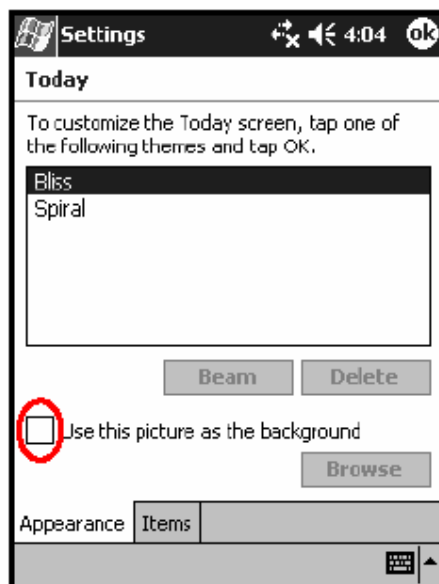 Settings 4:04 ok
Today
To customize the Today screen, tap one of
the following themes and tap OK.
Bliss
Spiral
Beam Delete
Use this picture as the background
Browse
Appearance Items